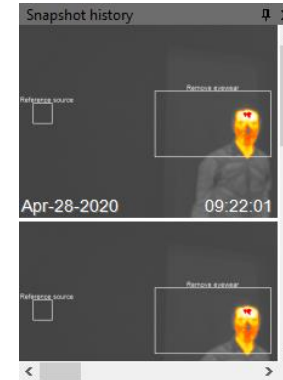 Snapshot history
Remove eyewear
Reference source
Apr-28-2020 09:22:01
Remove eyewear
Reference source